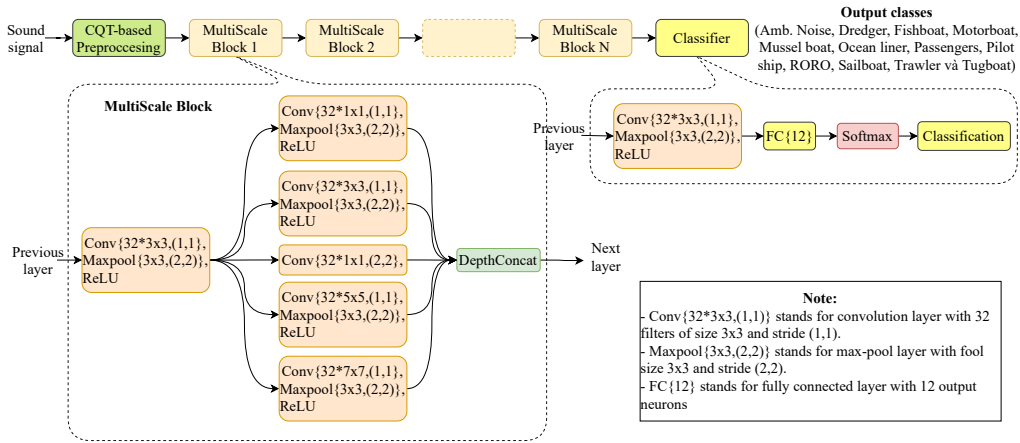 Sound
signal
CQT-based
Preproccesing
MultiScale
Block 1
MultiScale
Block 2
MultiScale
Block N
Classifier
Output classes
(Amb. Noise, Dredger, Fishboat, Motorboat,
Mussel boat, Ocean liner, Passengers, Pilot
ship, RORO, Sailboat, Trawler và Tugboat)
MultiScale Block
Previous
layer
Conv{32*3x3,(1,1},
Maxpool{3x3,(2,2)},
ReLU
Conv{32*1x1,(1,1},
Maxpool{3x3,(2,2)},
ReLU
Conv{32*3x3,(1,1},
Maxpool{3x3,(2,2)},
ReLU
Conv{32*1x1,(2,2},
Conv{32*5x5,(1,1},
Maxpool{3x3,(2,2)},
ReLU
Conv{32*7x7,(1,1},
Maxpool{3x3,(2,2)},
ReLU
DepthConcat
Next
layer
Previous
layer
Conv{32*3x3,(1,1},
Maxpool{3x3,(2,2)},
ReLU
FC{12}
Softmax
Classification
Note:
- Conv{32*3x3,(1,1)} stands for convolution layer with 32
filters of size 3x3 and stride (1,1).
- Maxpool{3x3,(2,2)} stands for max-pool layer with fool
size 3x3 and stride (2,2).
- FC{12} stands for fully connected layer with 12 output
neurons